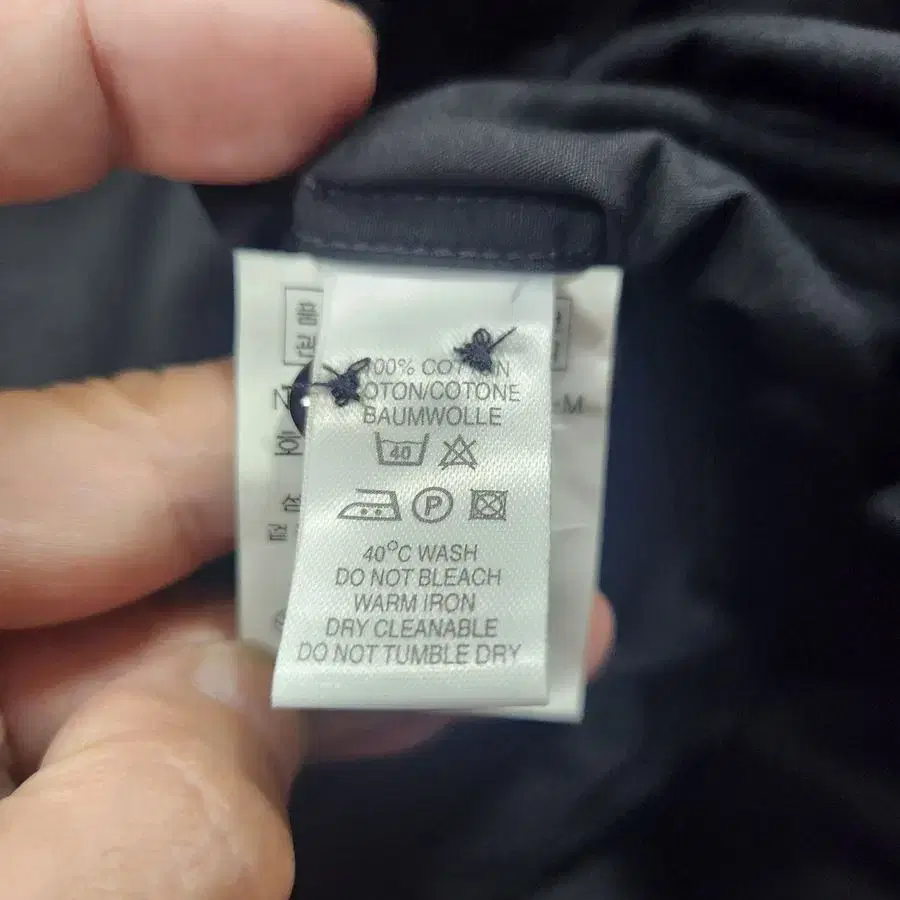 100% COTTON
COTON/COTONE
BAUMWOLLE
40
P
40°C WASH
DO NOT BLEACH
WARM IRON
DRY CLEANABLE
DO NOT TUMBLE DRY
-M